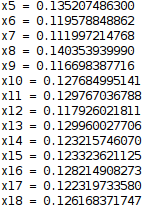 x5 = 0.135207486300
x6 = 0.119578848862
x7 = 0.111997214768
x8 = 0.140353939990
x9 = 0.116698387716
x10 = 0.127684995141
x11 = 0.129767036788
x12 = 0.117926021811
x13 = 0.129960027706
x14 = 0.123215746070
x15 = 0.123323621125
x16 = 0.128214908273
x17 = 0.122319733580
x18 = 0.126168371747